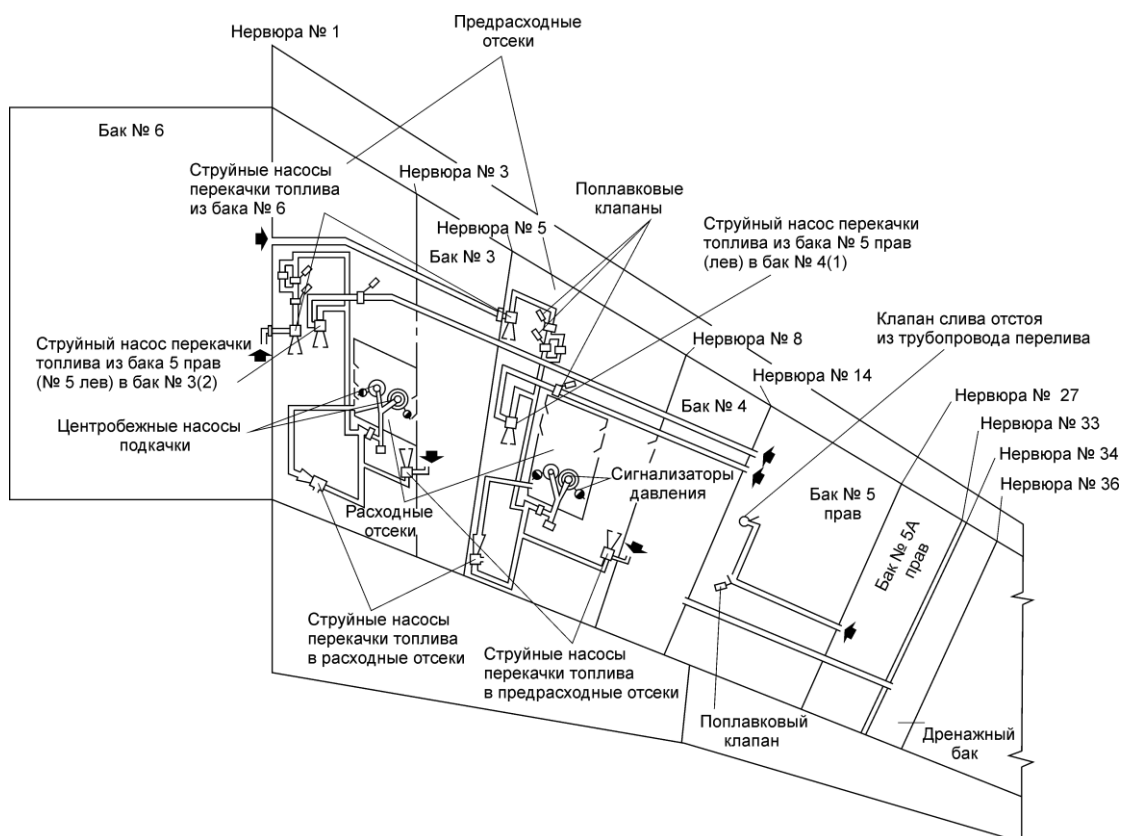 Нервюра № 1
Предрасходные
отсеки
Бак № 6
Струйные насосы
перекачки топлива
из бака № 6
Нервюра № 3
Поплавковые
клапаны
Нервюра № 5
Бак № 3
Струйный насос перекачки
топлива из бака № 5 прав
(лев) в бак № 4(1)
Клапан слива отстоя
из трубопровода перелива
Струйный насос перекачки
топлива из бака 5 прав
(№ 5 лев) в бак № 3(2)
Нервюра № 8
Нервюра № 14
Бак № 4
Нервюра № 27
Нервюра № 33
Нервюра № 34
Нервюра № 36
Центробежные насосы
подкачки
Сигнализаторы
давления
Бак № 5
прав
Расходные
отсеки
Бак № 5А
прав
Струйные насосы
перекачки топлива
в расходные отсеки
Струйные насосы
перекачки топлива
в предрасходные отсеки
Поплавковый
клапан
Дренажный
бак